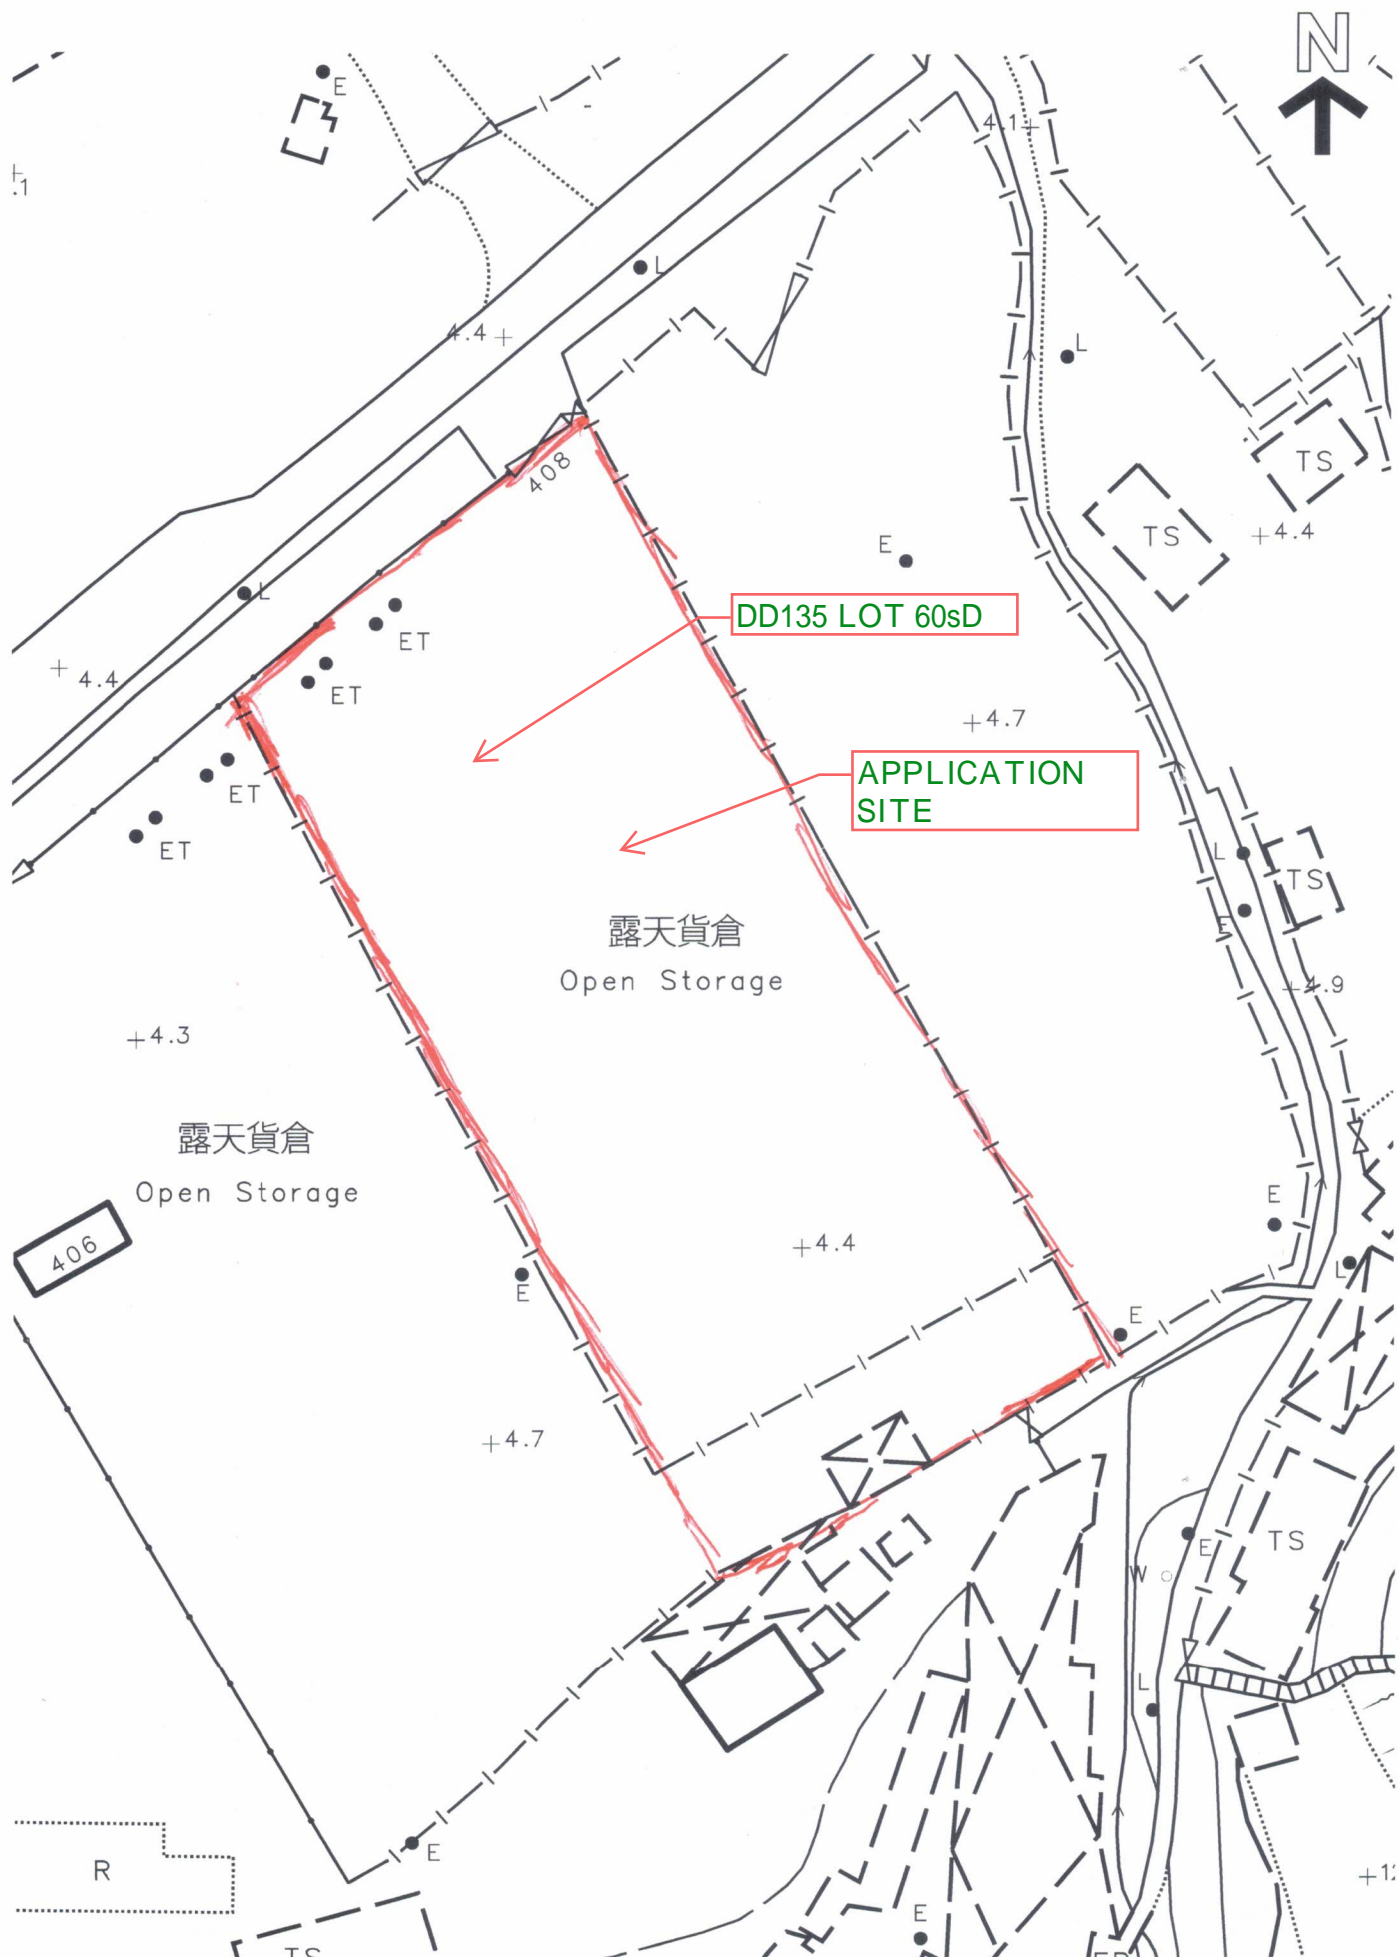 N
E
4.1
.1
L
4.4
L
TS
408
TS
4.4
E
L
DD135 LOT 60sD
ET
4.4
ET
4.7
APPLICATION
SITE
ET
ET
L
TS
E
露天貨倉
Open Storage
4.9
4.3
露天貨倉
Open Storage
E
406
4.4
L
E
E
4.7
TS
E
W
L
E
R
E
TS